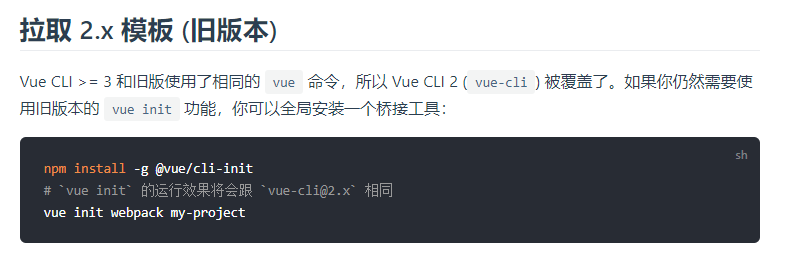 拉取 2.x 模板 (旧版本)
Vue CLI >= 3 和旧版使用了相同的 vue 命令，所以 Vue CLI 2 (vue-cli) 被覆盖了。如果你仍然需要使
用旧版本的 vue init 功能，你可以全局安装一个桥接工具：
sh
npm install -g @vue/cli-init
# `vue init` 的运行效果将会跟 `vue-cli@2.x` 相同
vue init webpack my-project